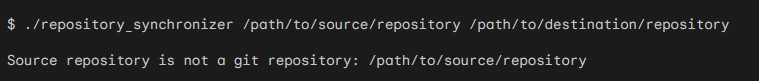 $ ./repository_synchronizer /path/to/source/repository /path/to/destination/repository
Source repository is not a git repository: /path/to/source/repository